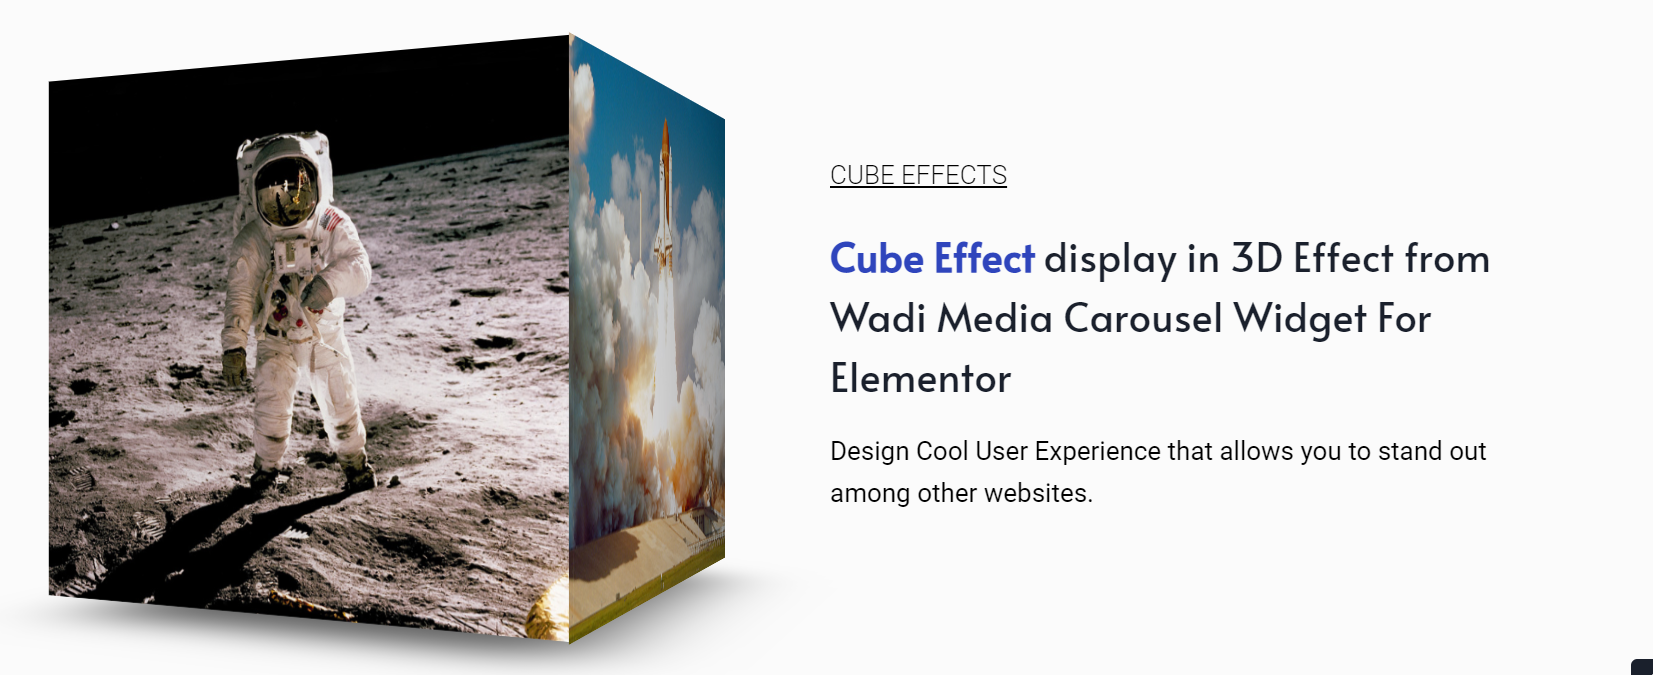 CUBE EFFECTS
Cube Effect display in 3D Effect from
Wadi Media Carousel Widget For
Elementor
Design Cool User Experience that allows you to stand out
among other websites.